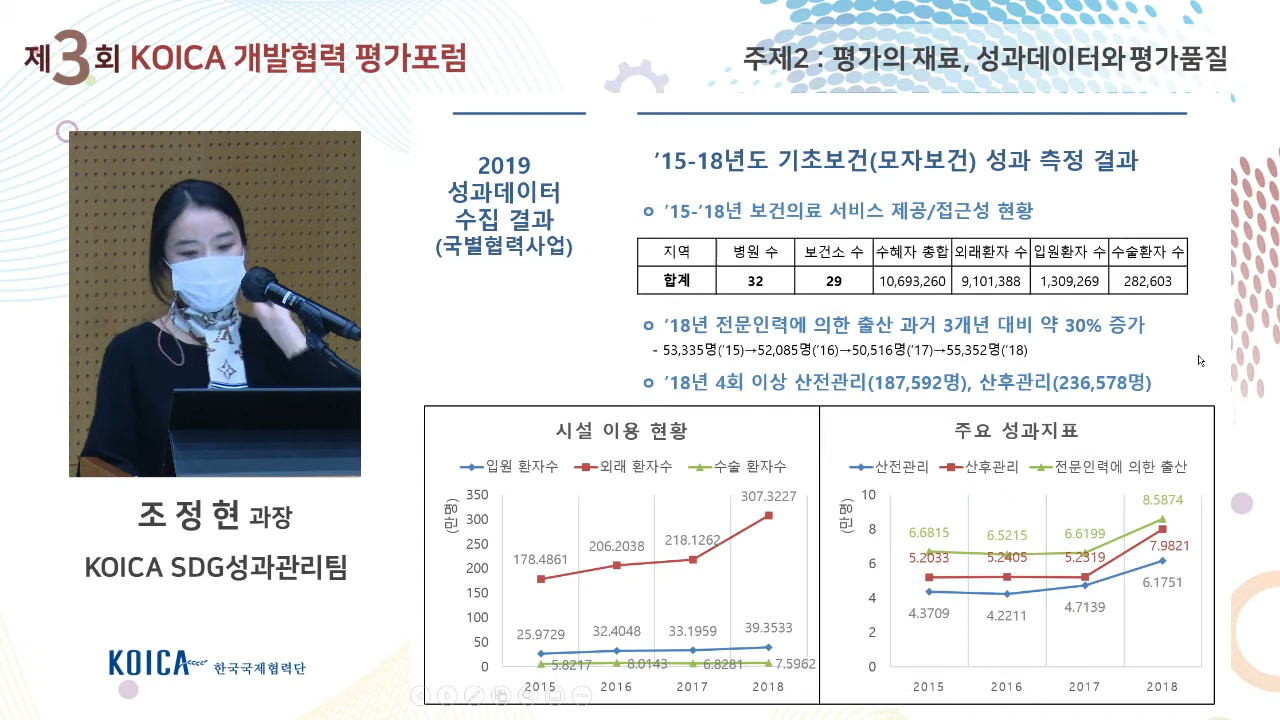 제3회 KOICA 개발협력 평가포럼
주제2 : 평가의 재료, 성과데이터와 평가품질
2019
성과데이터
수집 결과
(국별협력사업)
’15-18년도 기초보건(모자보건) 성과 측정 결과
’15-‘18년 보건의료 서비스 제공/접근성 현황
지역 병원 수 보건소 수 수혜자 총합 외래환자 수 입원환자 수 수술환자 수
합계 32 29 10,693,260 9,101,388 1,309,269 282,603
’18년 전문인력에 의한 출산 과거 3개년 대비 약 30% 증가
- 53,335명(‘15)→52,085명(‘16)→50,516명(‘17)→55,352명(‘18)
’18년 4회 이상 산전관리(187,592명), 산후관리(236,578명)
시설 이용 현황
입원 환자수 외래 환자수 수술 환자수
(만명)
350
300
250
200
150
100
50
0
178.4861 206.2038 218.1262 307.3227
25.9729 32.4048 33.1959 39.3533
5.8217 8.0143 6.8281 7.5962
2015 2016 2017 2018
주요 성과지표
산전관리 산후관리 전문인력에 의한 출산
(만명)
10
8
6
4
2
0
6.6815 6.5215 6.6199 8.5874
5.2033 5.2405 5.2319 7.9821
4.3709 4.2211 4.7139 6.1751
2015 2016 2017 2018
조정현 과장
KOICA SDG성과관리팀
KOICA 한국국제협력단